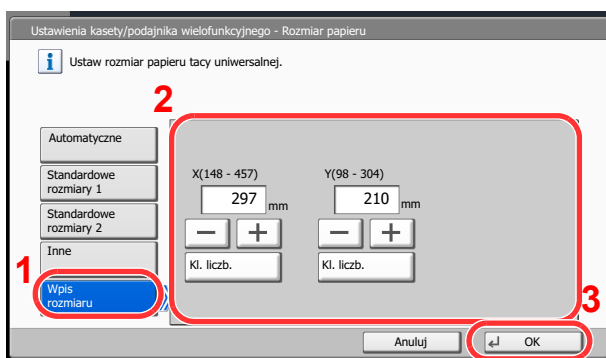 Ustawienia kasety/podajnika wielofunkcyjnego - Rozmiar papieru
i Ustaw rozmiar papieru tacy uniwersalnej.
2
Automatyczne
Standardowe
rozmiary 1
Standardowe
rozmiary 2
Inne
1
Wpis
rozmiaru
X(148 - 457)
297 mm
− +
Kl. liczb.
Y(98 - 304)
210 mm
− +
Kl. liczb.
3
Anuluj
OK